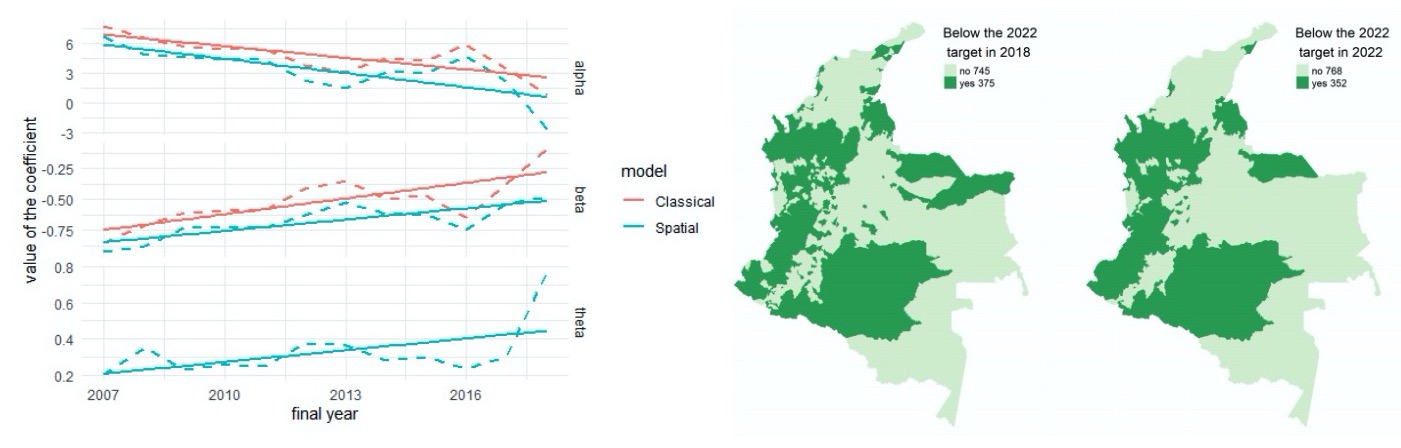 value of the coefficient
6
3
0
-3
alpha
-0.25
-0.50
-0.75
beta
0.8
0.6
0.4
0.2
theta
2007
2010
2013
2016
final year
model
Classical
Spatial
Below the 2022
target in 2018
no 745
yes 375
Below the 2022
target in 2022
no 768
yes 352